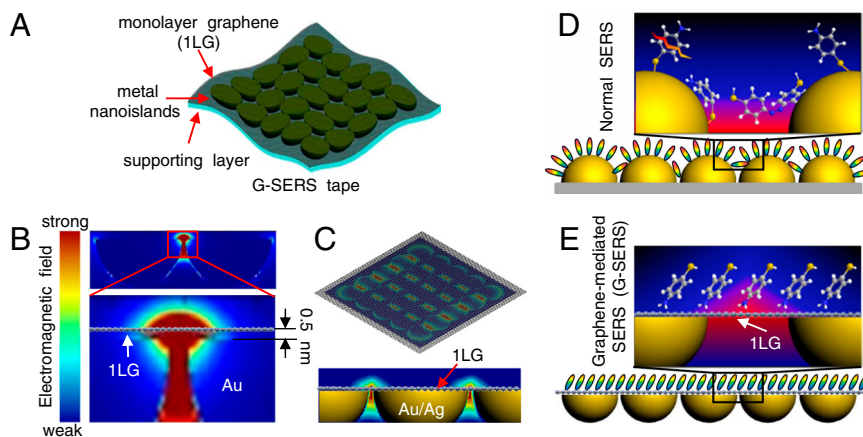 A
monolayer graphene
(1LG)
metal
nanoislands
supporting layer
G-SERS tape
B
strong
Electromagnetic field
weak
1LG
Au
0.5 nm
C
1LG
Au/Ag
D
Normal SERS
E
Graphene-mediated
SERS (G-SERS)
1LG